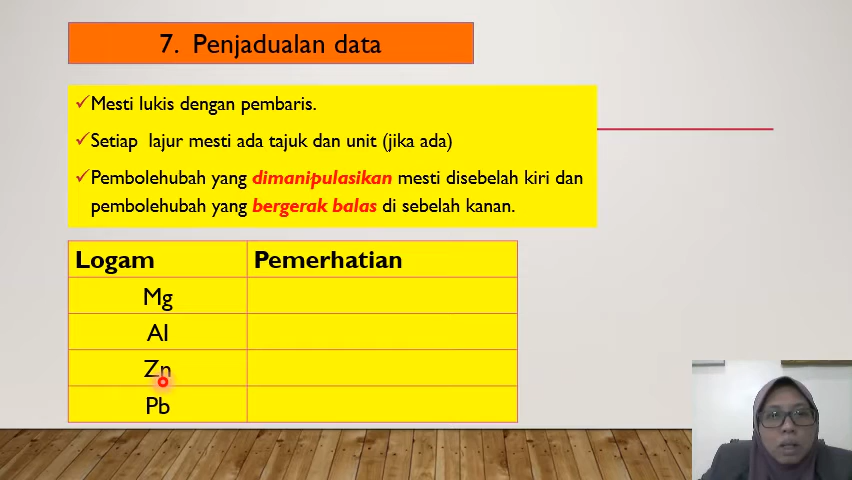 7. Penjadualan data
✓Mesti lukis dengan pembaris.
✓Setiap lajur mesti ada tajuk dan unit (jika ada)
✓Pembolehubah yang dimanipulasikan mesti disebelah kiri dan
pembolehubah yang bergerak balas di sebelah kanan.
Logam Pemerhatian
Mg
Al
Zn
Pb